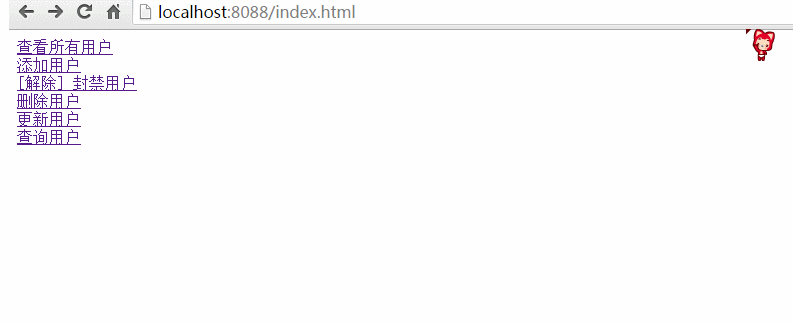 localhost:8088/index.html
查看所有用户
添加用户
[解除] 封禁用户
删除用户
更新用户
查询用户